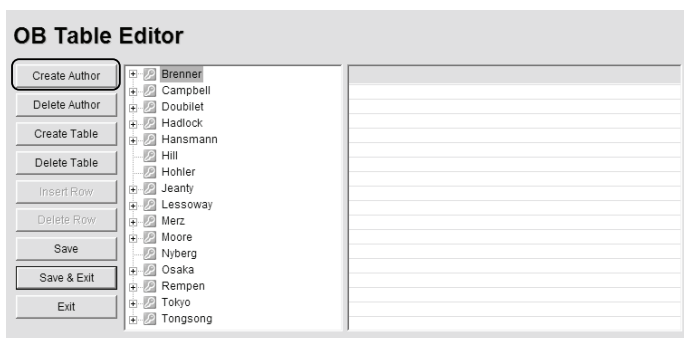 OB Table Editor
Create Author
Delete Author
Create Table
Delete Table
Insert Row
Delete Row
Save
Save & Exit
Exit
Brenner
Campbell
Doubilet
Hadlock
Hansmann
Hill
Hohler
Jeanty
Lessoway
Merz
Moore
Nyberg
Osaka
Rempen
Tokyo
Tongsong